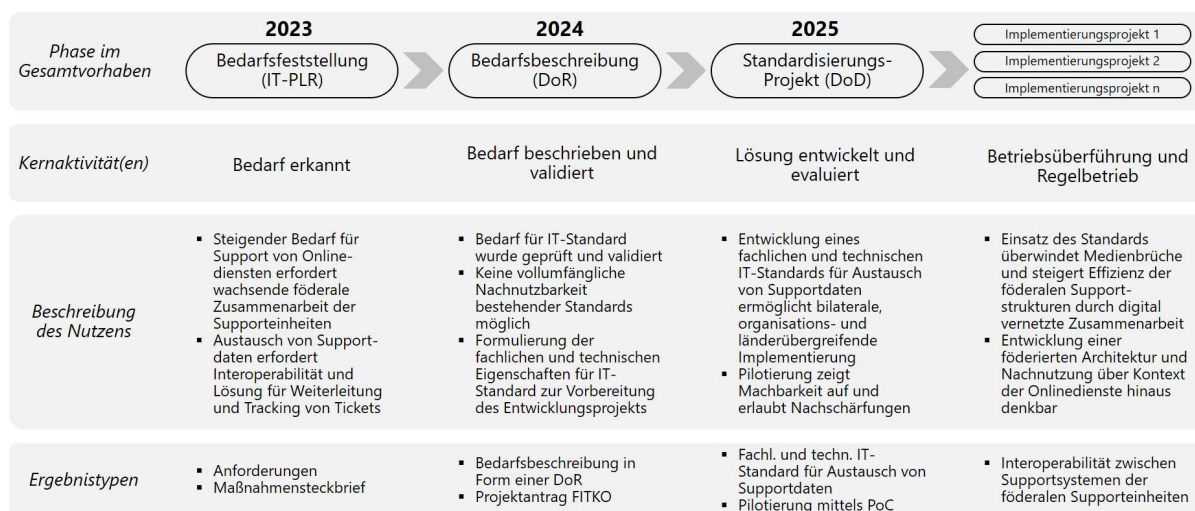 Phase im
Gesamtvorhaben
2023
Bedarfsfeststellung
(IT-PLR)
2024
Bedarfsbeschreibung
(DoR)
2025
Standardisierungs-
Projekt (DoD)
Implementierungsprojekt 1
Implementierungsprojekt 2
Implementierungsprojekt n
Kernaktivität(en)
Bedarf erkannt
Bedarf beschrieben und
validiert
Lösung entwickelt und
evaluiert
Betriebsüberführung und
Regelbetrieb
Beschreibung
des Nutzens
▪ Steigender Bedarf für
Support von Online-
diensten erfordert
wachsende föderale
Zusammenarbeit der
Supporteinheiten
▪ Austausch von Support-
daten erfordert
Interoperabilität und
Lösung für Weiterleitung
und Tracking von Tickets
▪ Bedarf für IT-Standard
wurde geprüft und validiert
▪ Keine vollumfängliche
Nachnutzbarkeit
bestehender Standards
möglich
▪ Formulierung der
fachlichen und technischen
Eigenschaften für IT-
Standard zur Vorbereitung
des Entwicklungsprojekts
▪ Entwicklung eines
fachlichen und technischen
IT-Standards für Austausch
von Supportdaten
ermöglicht bilaterale,
organisations- und
länderübergreifende
Implementierung
▪ Pilotierung zeigt
Machbarkeit auf und
erlaubt Nachschärfungen
▪ Einsatz des Standards
überwindet Medienbrüche
und steigert Effizienz der
föderalen Support-
strukturen durch digital
vernetzte Zusammenarbeit
▪ Entwicklung einer
föderierten Architektur und
Nachnutzung über Kontext
der Onlinedienste hinaus
denkbar
Ergebnistypen
▪ Anforderungen
▪ Maßnahmensteckbrief
▪ Bedarfsbeschreibung in
Form einer DoR
▪ Projektantrag FITKO
▪ Fachl. und techn. IT-
Standard für Austausch von
Supportdaten
▪ Pilotierung mittels PoC
▪ Interoperabilität zwischen
Supportsystemen der
föderalen Supporteinheiten